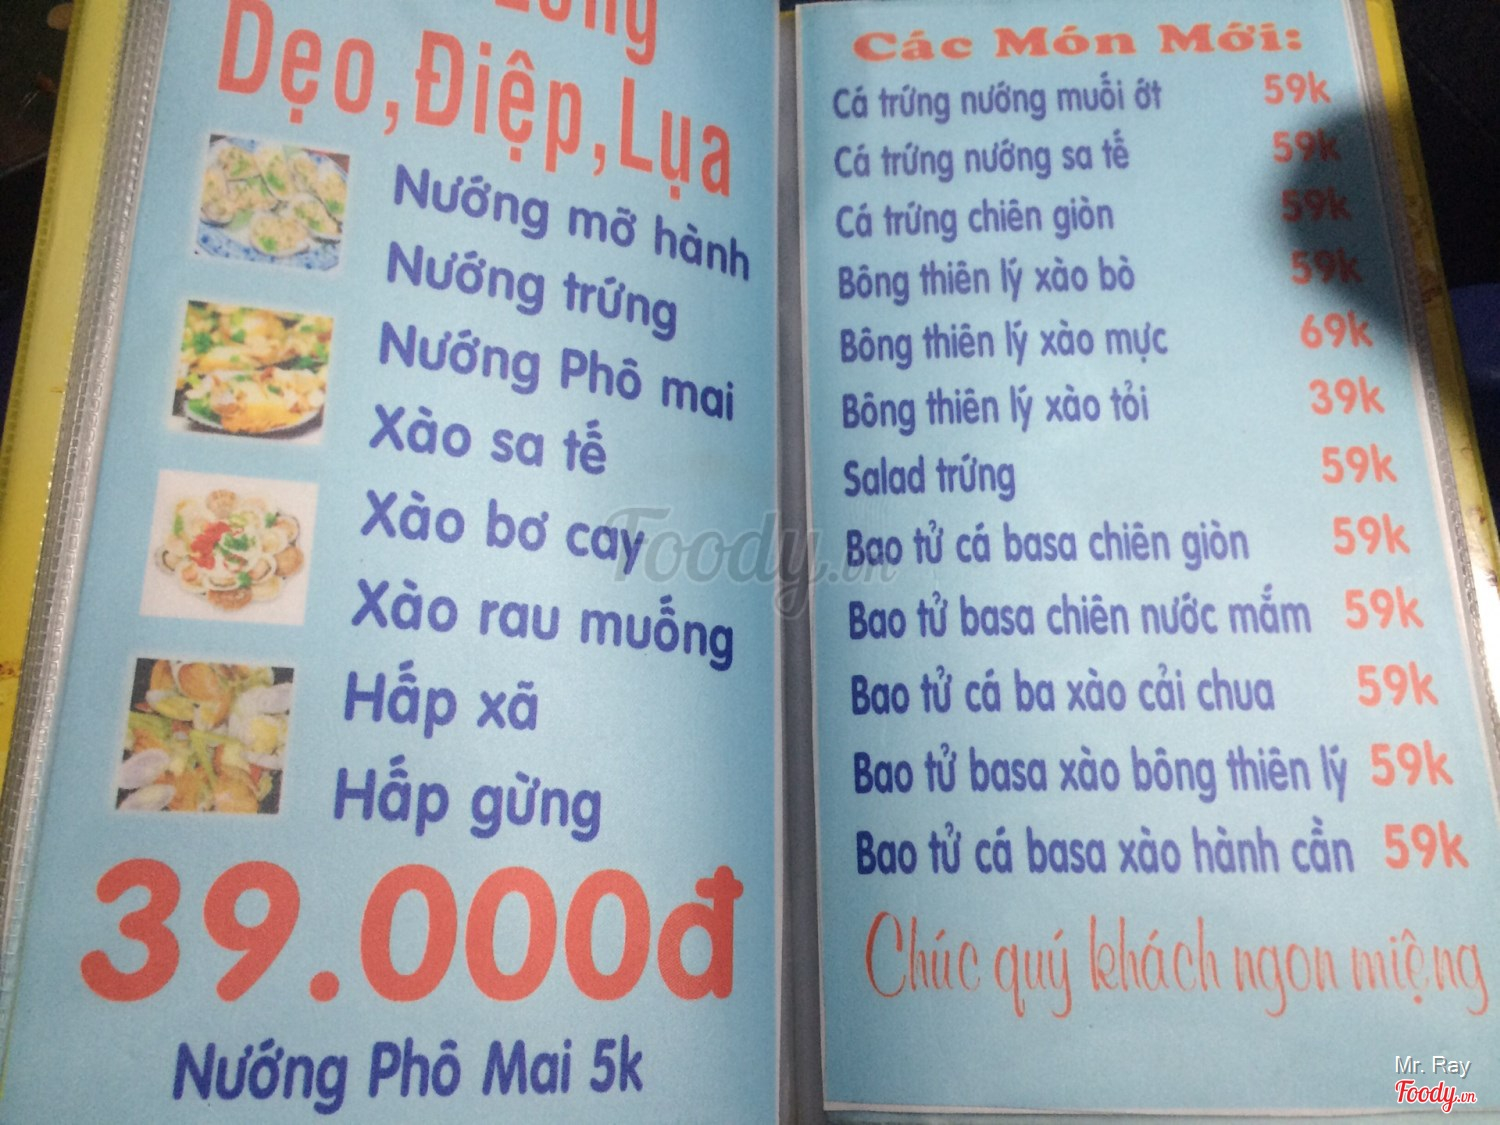 Dẹo,Điệp,Lụa
Nướng mỡ hành
Nướng trứng
Nướng Phô mai
Xào sa tế
Xào bơ cay
Xào rau muống
Hấp xã
Hấp gừng
39.000đ
Nướng Phô Mai 5k
Các Món Mới:
Cá trứng nướng muối ớt 59k
Cá trứng nướng sa tế 59k
Cá trứng chiên giòn 59k
Bông thiên lý xào bò 59k
Bông thiên lý xào mực 69k
Bông thiên lý xào tỏi 39k
Salad trứng 59k
Bao tử cá basa chiên giòn 59k
Bao tử basa chiên nước mắm 59k
Bao tử cá ba xào cải chua 59k
Bao tử basa xào bông thiên lý 59k
Bao tử cá basa xào hành cần 59k
Chúc quý khách ngon miệng
Foody.vn
Mr. Ray
Foody.vn